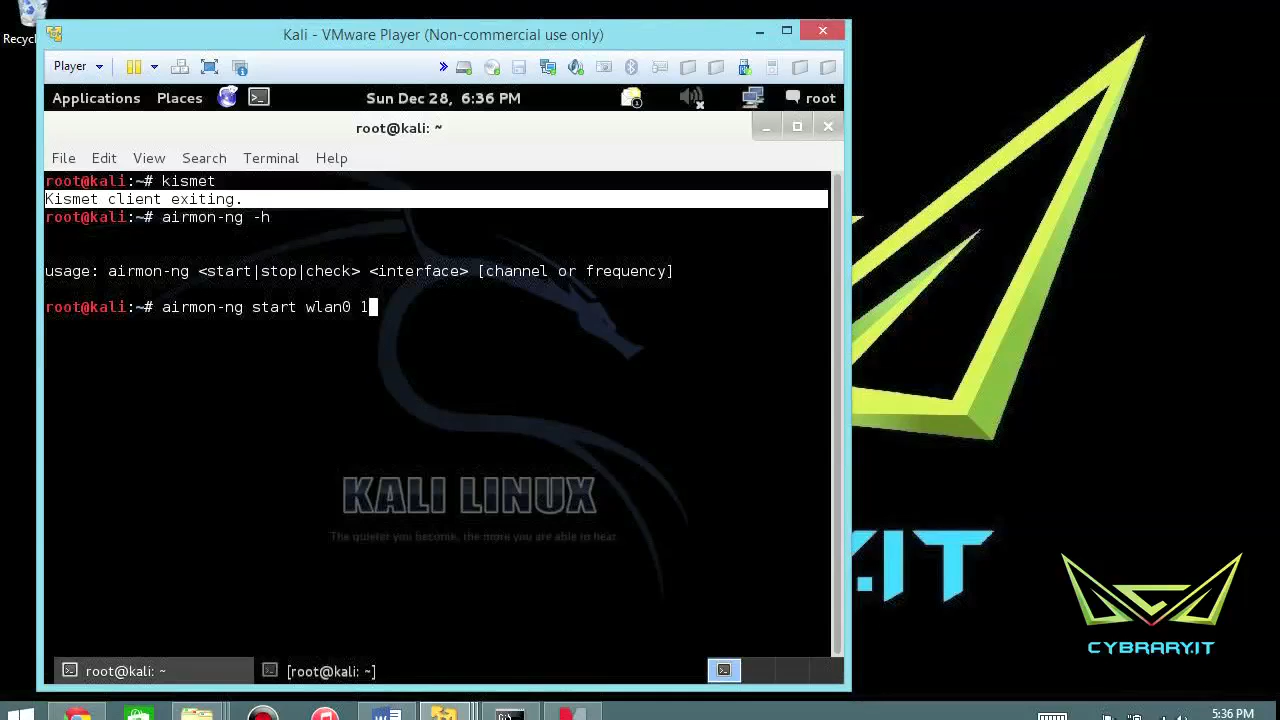 Recycl
Kali - VMware Player (Non-commercial use only)
Player
Applications Places Sun Dec 28, 6:36 PM root
root@kali: ~
File Edit View Search Terminal Help
root@kali:~# kismet
Kismet client exiting.
root@kali:~# airmon-ng -h
usage: airmon-ng <start|stop|check> <interface> [channel or frequency]
root@kali:~# airmon-ng start wlan0 1
KALI LINUX
The quieter you become, the more you are able to hear.
.IT
CYBRARY.IT
root@kali: ~ [root@kali: ~]
5:36 PM